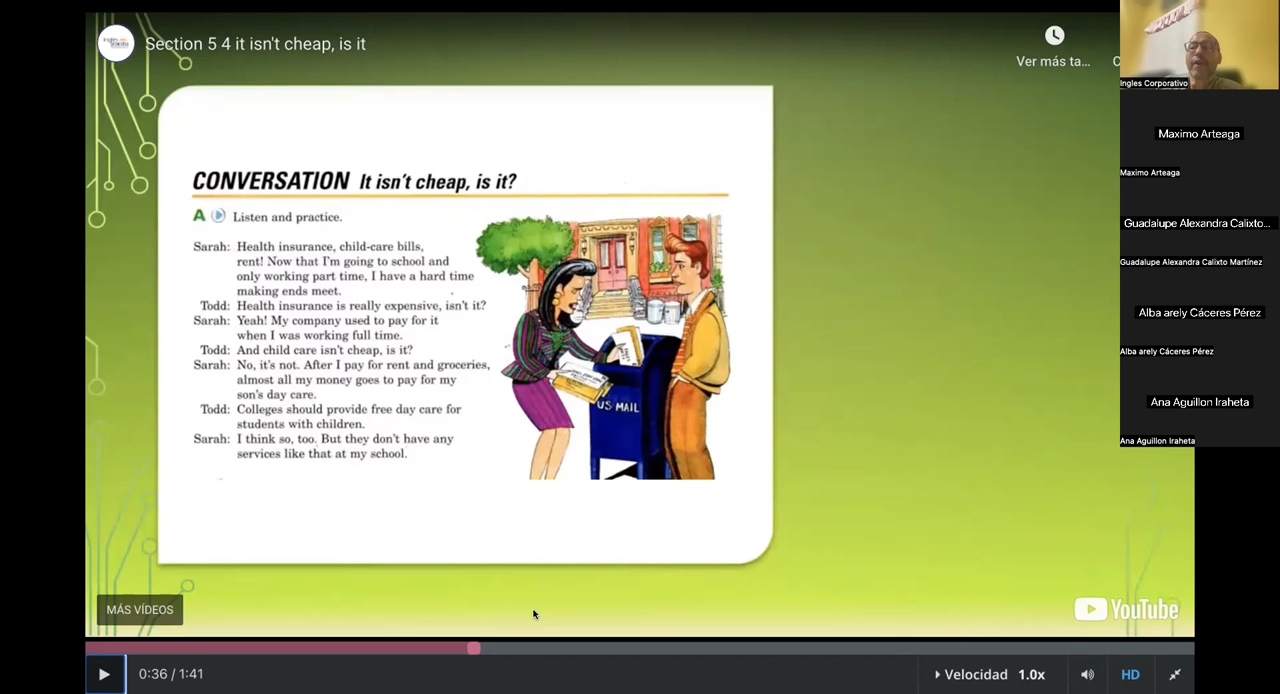 Section 5 4 it isn't cheap, is it
Ver más ta...
CONVERSATION It isn't cheap, is it?
A Listen and practice.
Sarah: Health insurance, child-care bills,
rent! Now that I'm going to school and
only working part time, I have a hard time
making ends meet.
Todd: Health insurance is really expensive, isn't it?
Sarah: Yeah! My company used to pay for it
when I was working full time.
Todd: And child care isn't cheap, is it?
Sarah: No, it's not. After I pay for rent and groceries,
almost all my money goes to pay for my
son's day care.
Todd: Colleges should provide free day care for
students with children.
Sarah: I think so, too. But they don't have any
services like that at my school.
US MAIL
MÁS VÍDEOS
YouTube
0:36 / 1:41
Velocidad 1.0x
HD
Ingles Corporativo
Maximo Arteaga
Maximo Arteaga
Guadalupe Alexandra Calixto...
Guadalupe Alexandra Calixto Martínez
Alba arely Cáceres Pérez
Alba arely Cáceres Pérez
Ana Aguillon Iraheta
Ana Aguillon Iraheta